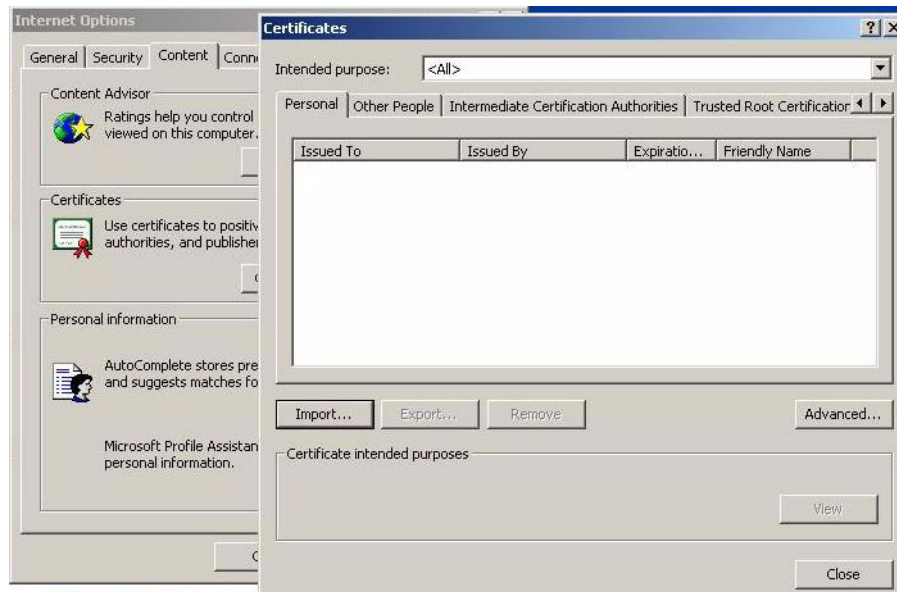 Internet Options
General
Security
Content
Conn
Content Advisor
Ratings help you control
viewed on this computer.
Certificates
Use certificates to positiv
authorities, and publishe
Personal information
AutoComplete stores pre
and suggests matches fo
Microsoft Profile Assistan
personal information.
Certificates
Intended purpose:
<All>
Personal
Other People
Intermediate Certification Authorities
Trusted Root Certification
Issued To
Issued By
Expiratio...
Friendly Name
Import...
Export...
Remove
Advanced...
Certificate intended purposes
View
Close